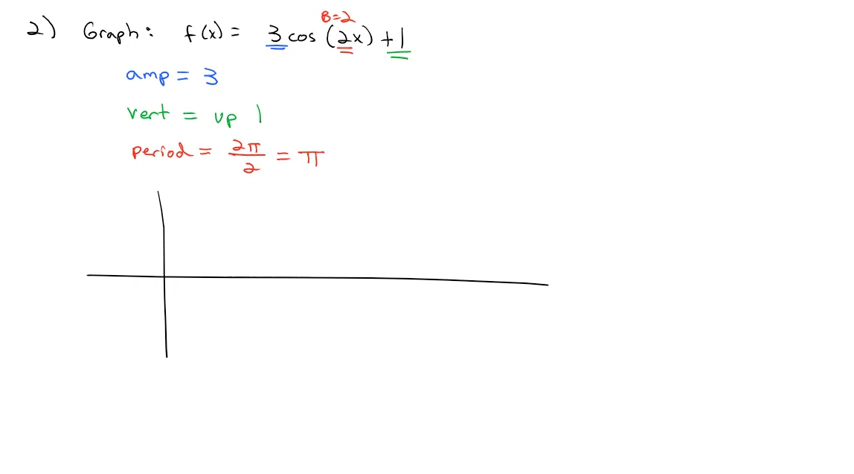 2) Graph: f(x) = 3 cos (2x) + 1
B=2
amp = 3
vert = up 1
period = 2π/2 = π